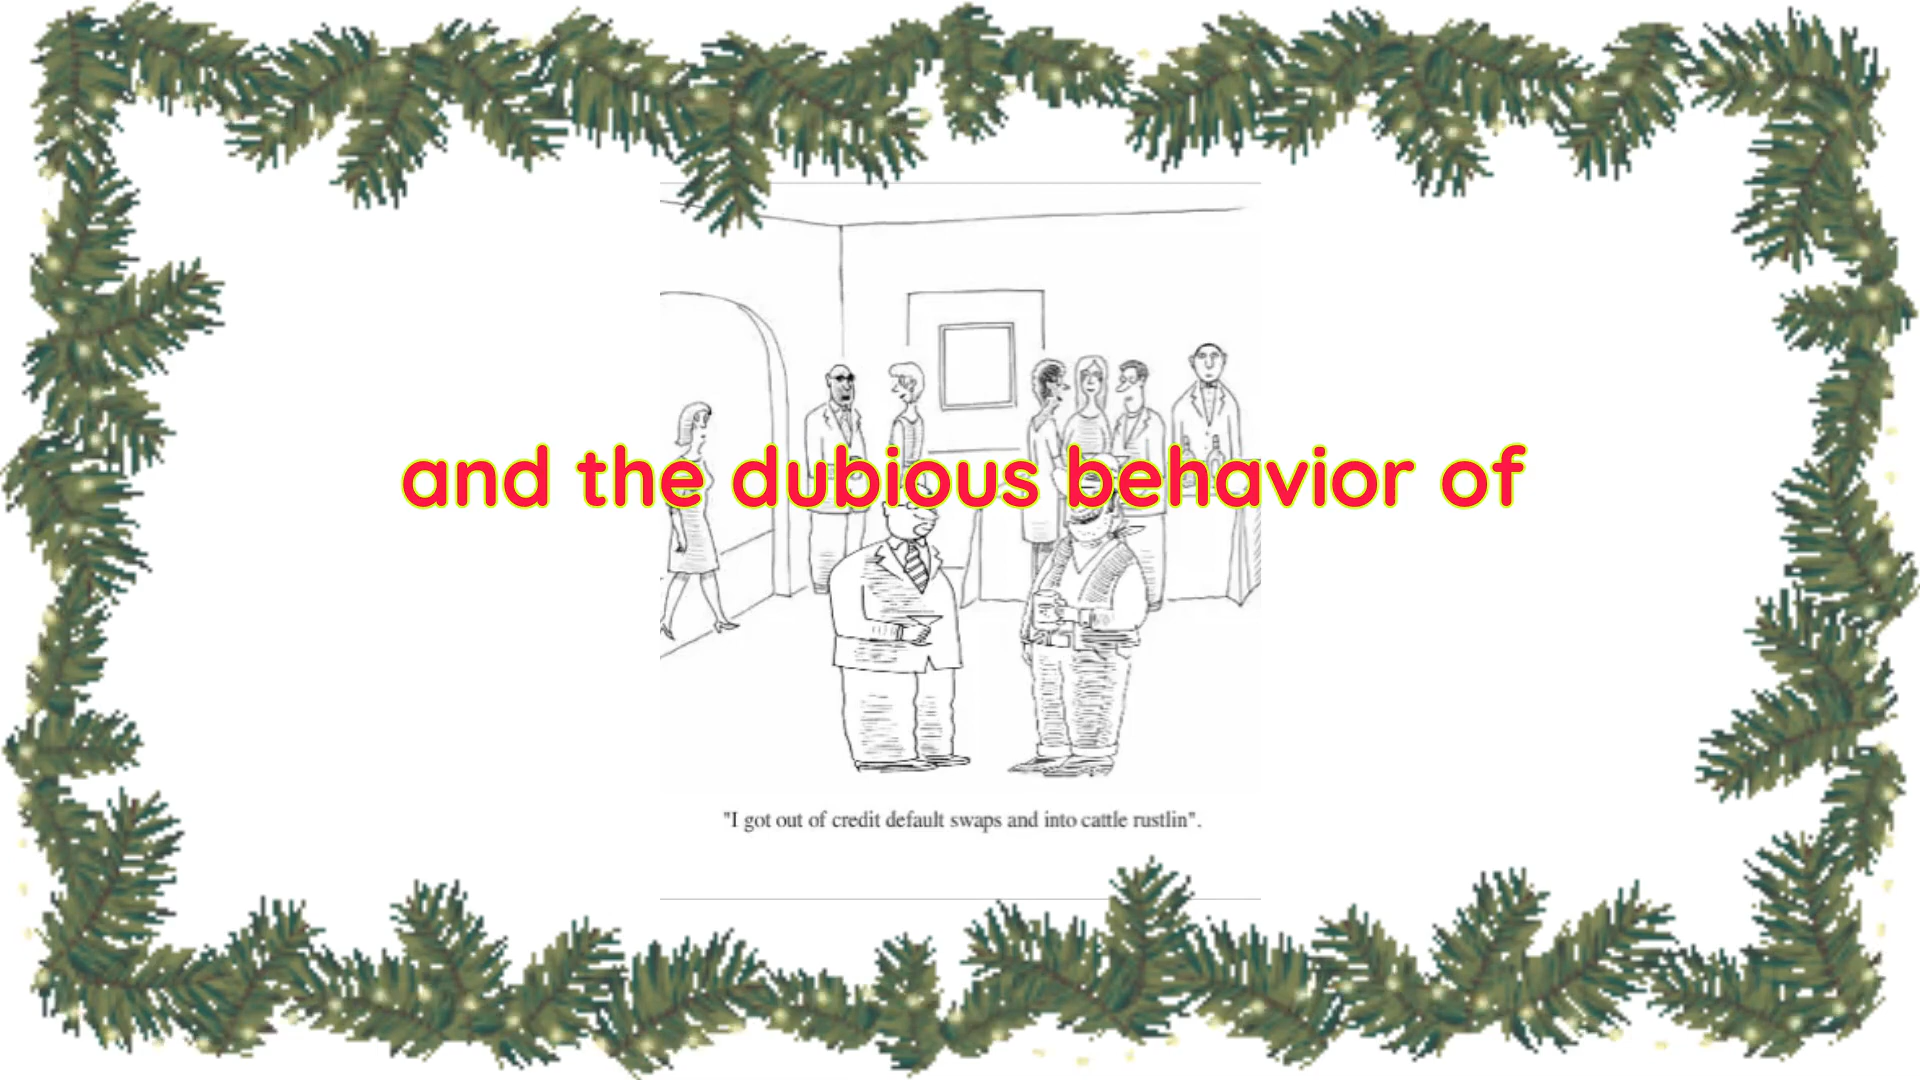 and the dubious behavior of
"I got out of credit default swaps and into cattle rustlin".